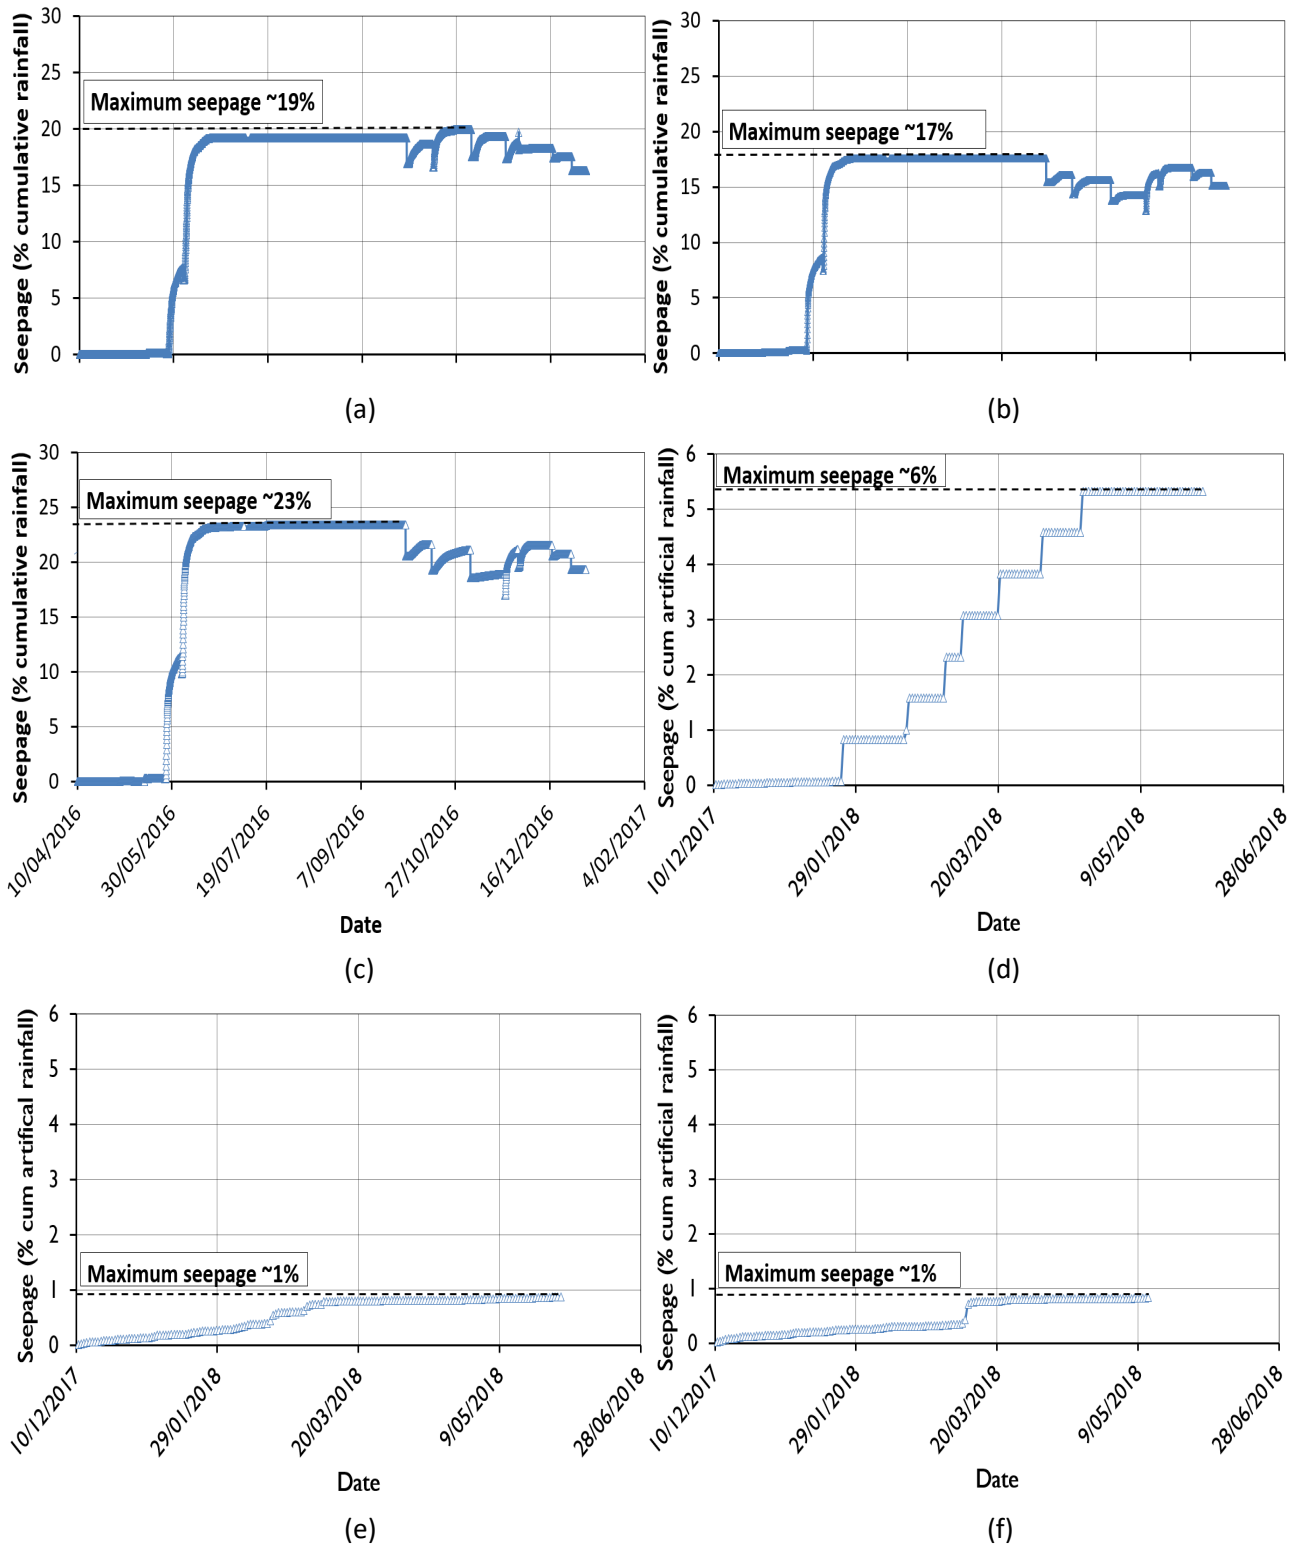 Seepage (% cumulative rainfall)
30
25
20
15
10
5
0
Maximum seepage ~19%
(a)
Seepage (% cumulative rainfall)
30
25
20
15
10
5
0
Maximum seepage ~17%
(b)
Seepage (% cumulative rainfall)
30
25
20
15
10
5
0
Maximum seepage ~23%
10/04/2016
30/05/2016
19/07/2016
7/09/2016
27/10/2016
16/12/2016
4/02/2017
Date
(c)
Seepage (% cum artificial rainfall)
6
5
4
3
2
1
0
Maximum seepage ~6%
10/12/2017
29/01/2018
20/03/2018
9/05/2018
28/06/2018
Date
(d)
Seepage (% cum artifical rainfall)
6
5
4
3
2
1
0
Maximum seepage ~1%
10/12/2017
29/01/2018
20/03/2018
9/05/2018
28/06/2018
Date
(e)
Seepage (% cum artificial rainfall)
6
5
4
3
2
1
0
Maximum seepage ~1%
10/12/2017
29/01/2018
20/03/2018
9/05/2018
28/06/2018
Date
(f)